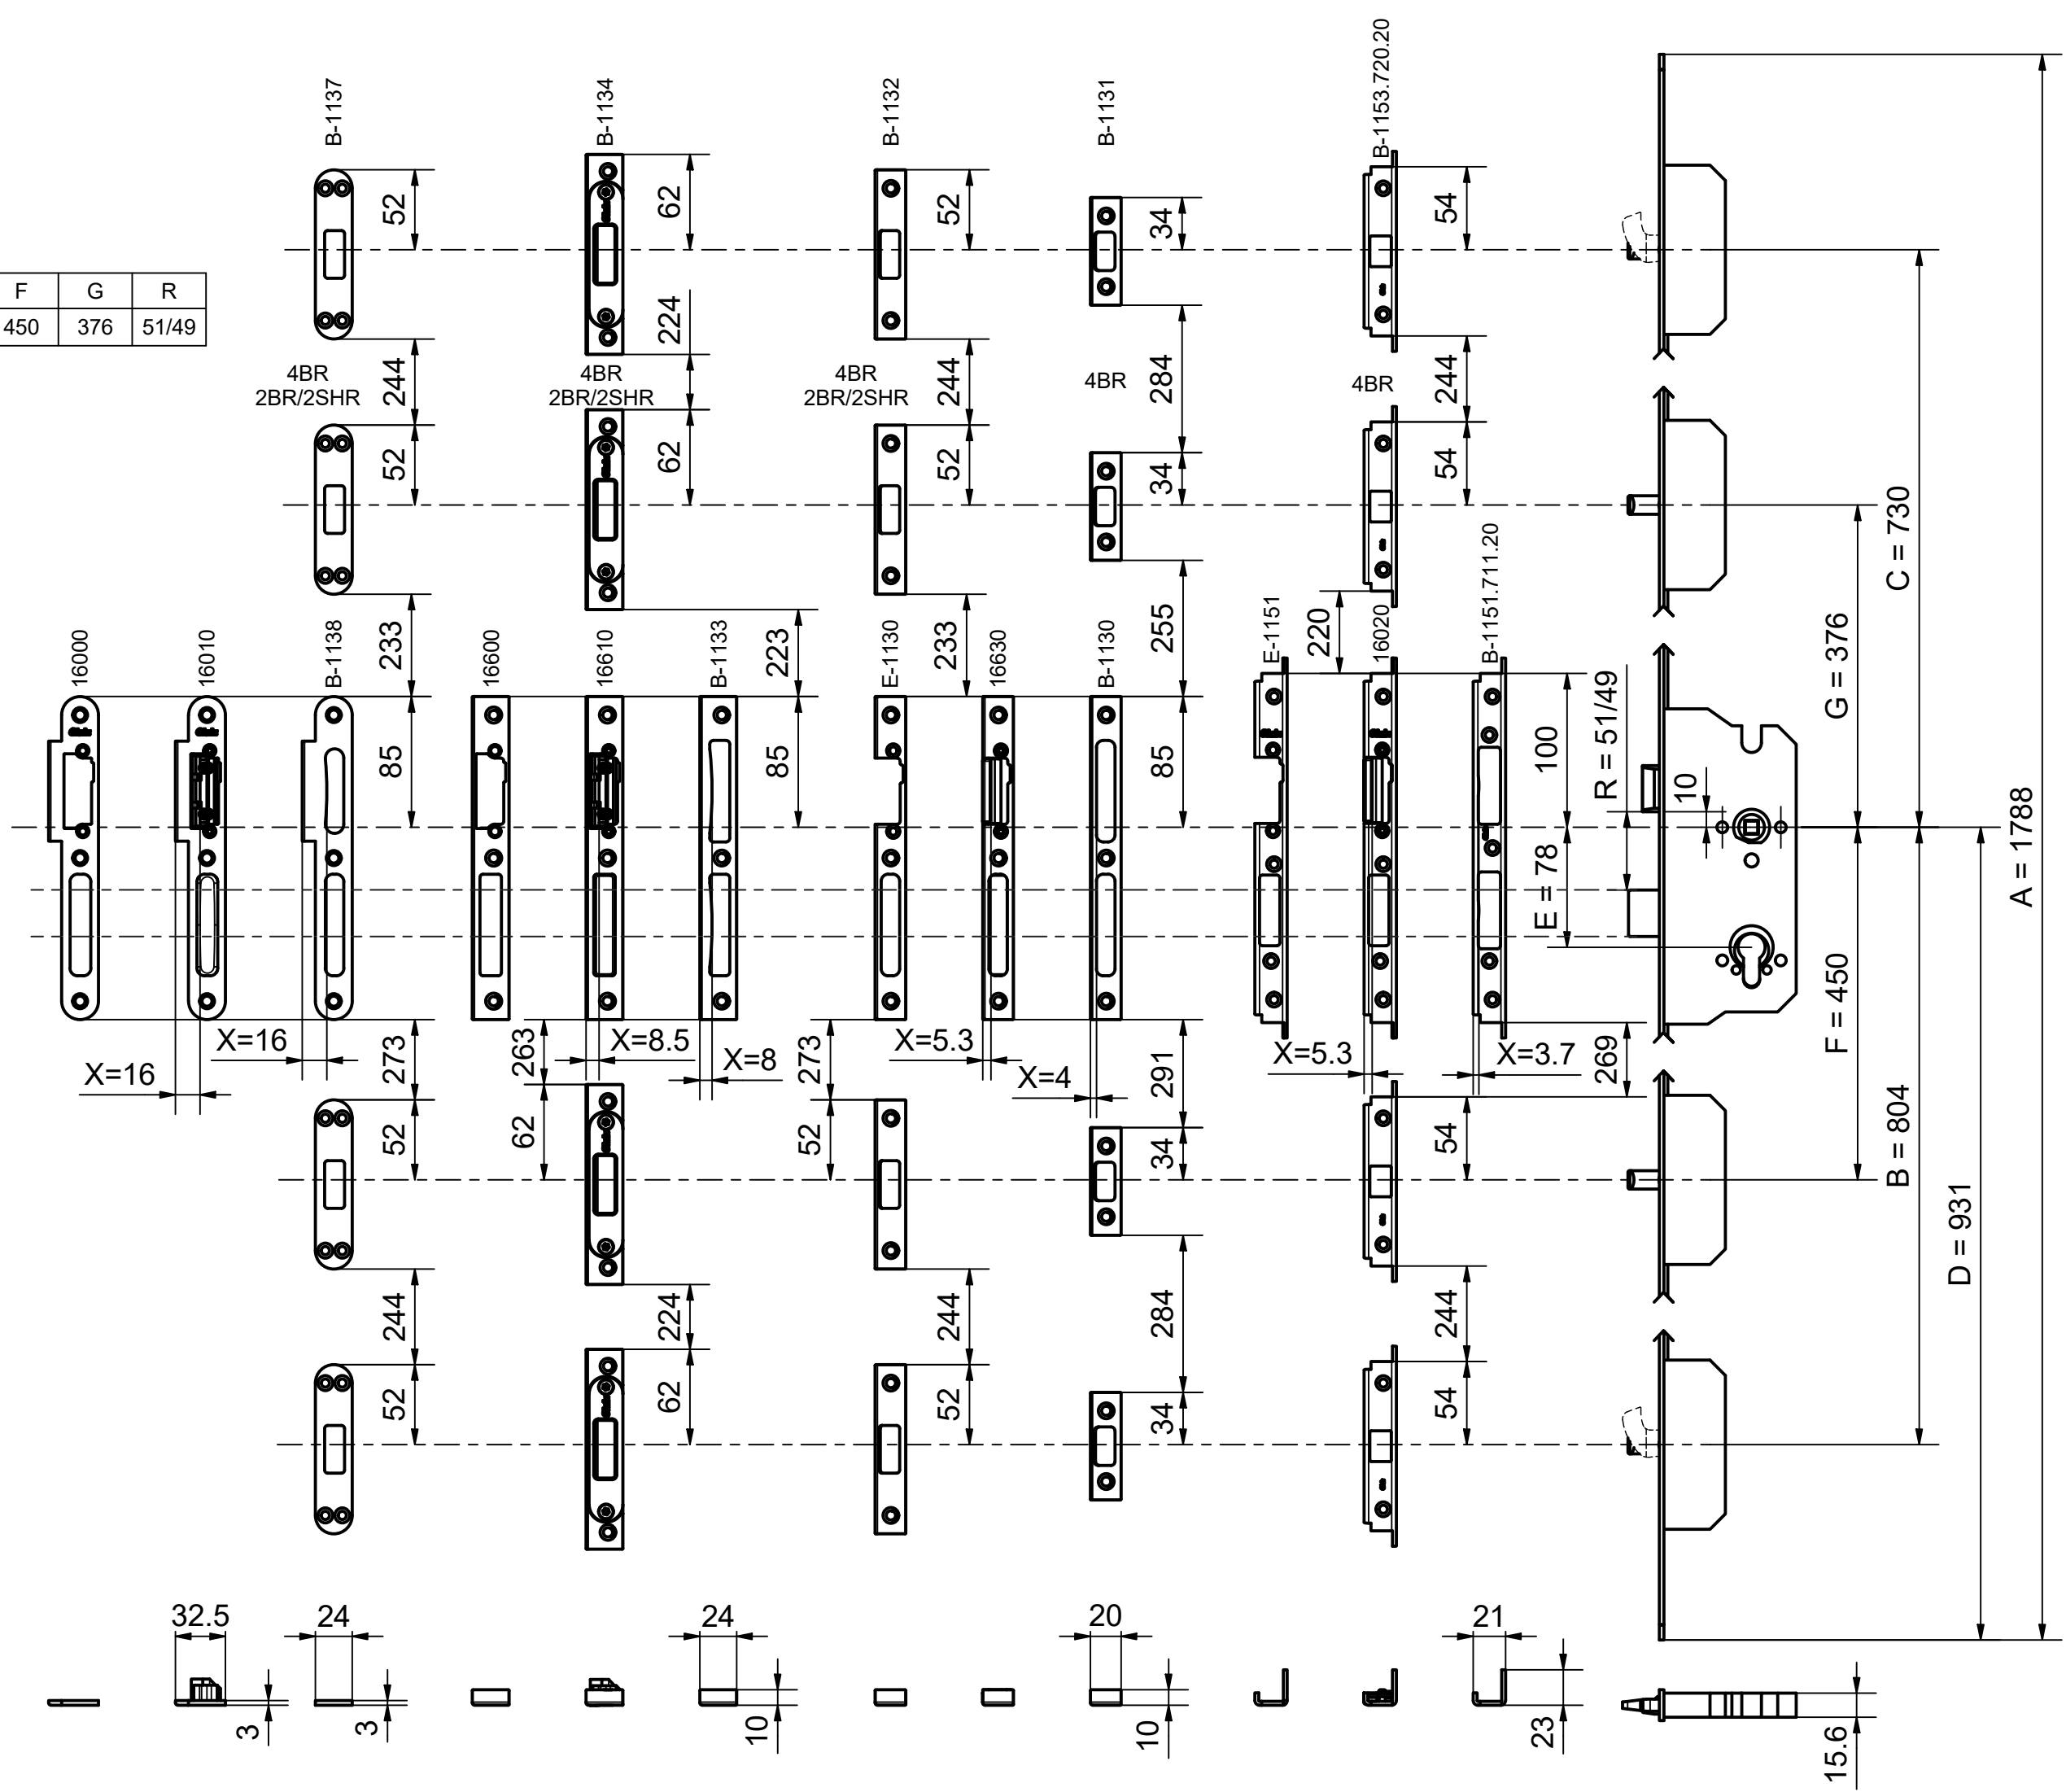 B-1137
B-1134
B-1132
B-1131
B-1153.720.20
52
62
52
34
54
F G R
450 376 51/49
224
4BR
2BR/2SHR
244
4BR
2BR/2SHR
4BR
2BR/2SHR
244
4BR
284
4BR
244
52
62
52
34
54
C = 730
A = 1788
16000
16010
B-1138
233
16600
16610
B-1133
223
E-1130
233
16630
B-1130
255
E-1151
220
16020
B-1151.711.20
G = 376
85
85
85
100
R = 51/49
10
E = 78
X=16
X=16
273
263
X=8.5
X=8
273
X=5.3
X=4
291
X=5.3
X=3.7
269
F = 450
B = 804
D = 931
52
62
52
34
54
244
224
244
284
244
52
62
52
34
54
32.5
24
24
20
21
3
3
10
10
23
15.6